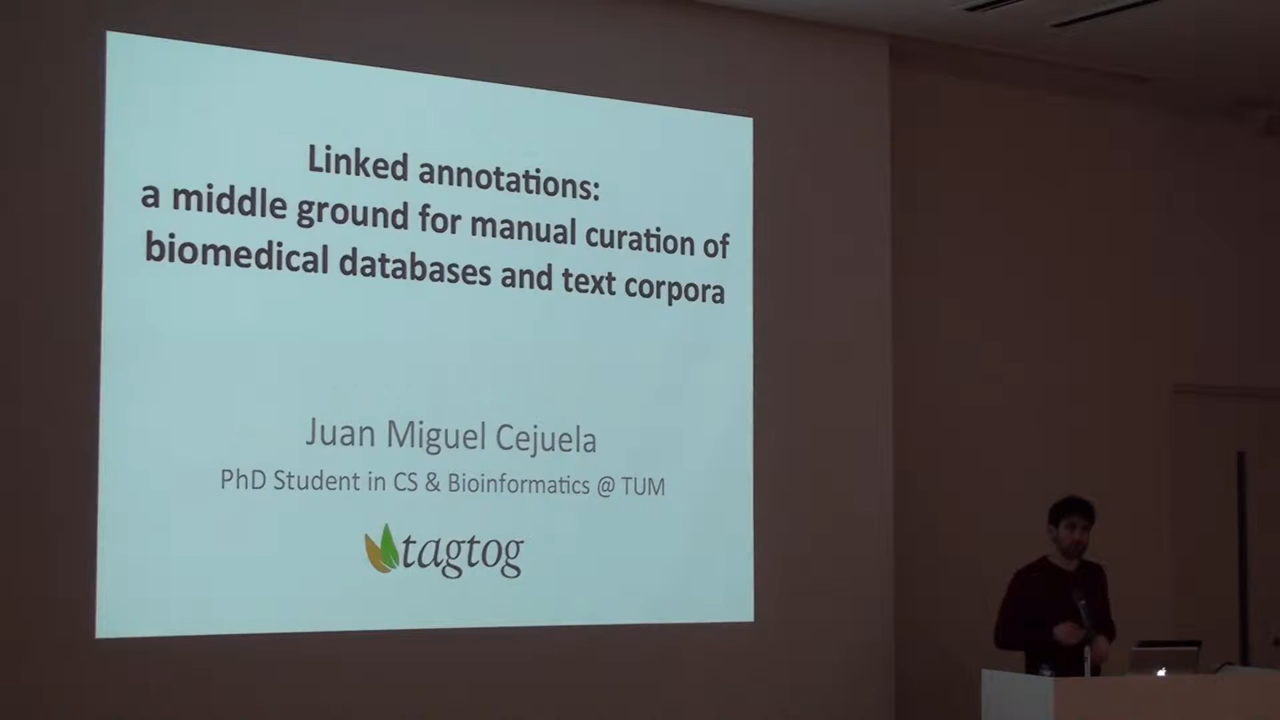 Linked annotations:
a middle ground for manual curation of
biomedical databases and text corpora
Juan Miguel Cejuela
PhD Student in CS & Bioinformatics @ TUM
tagtog